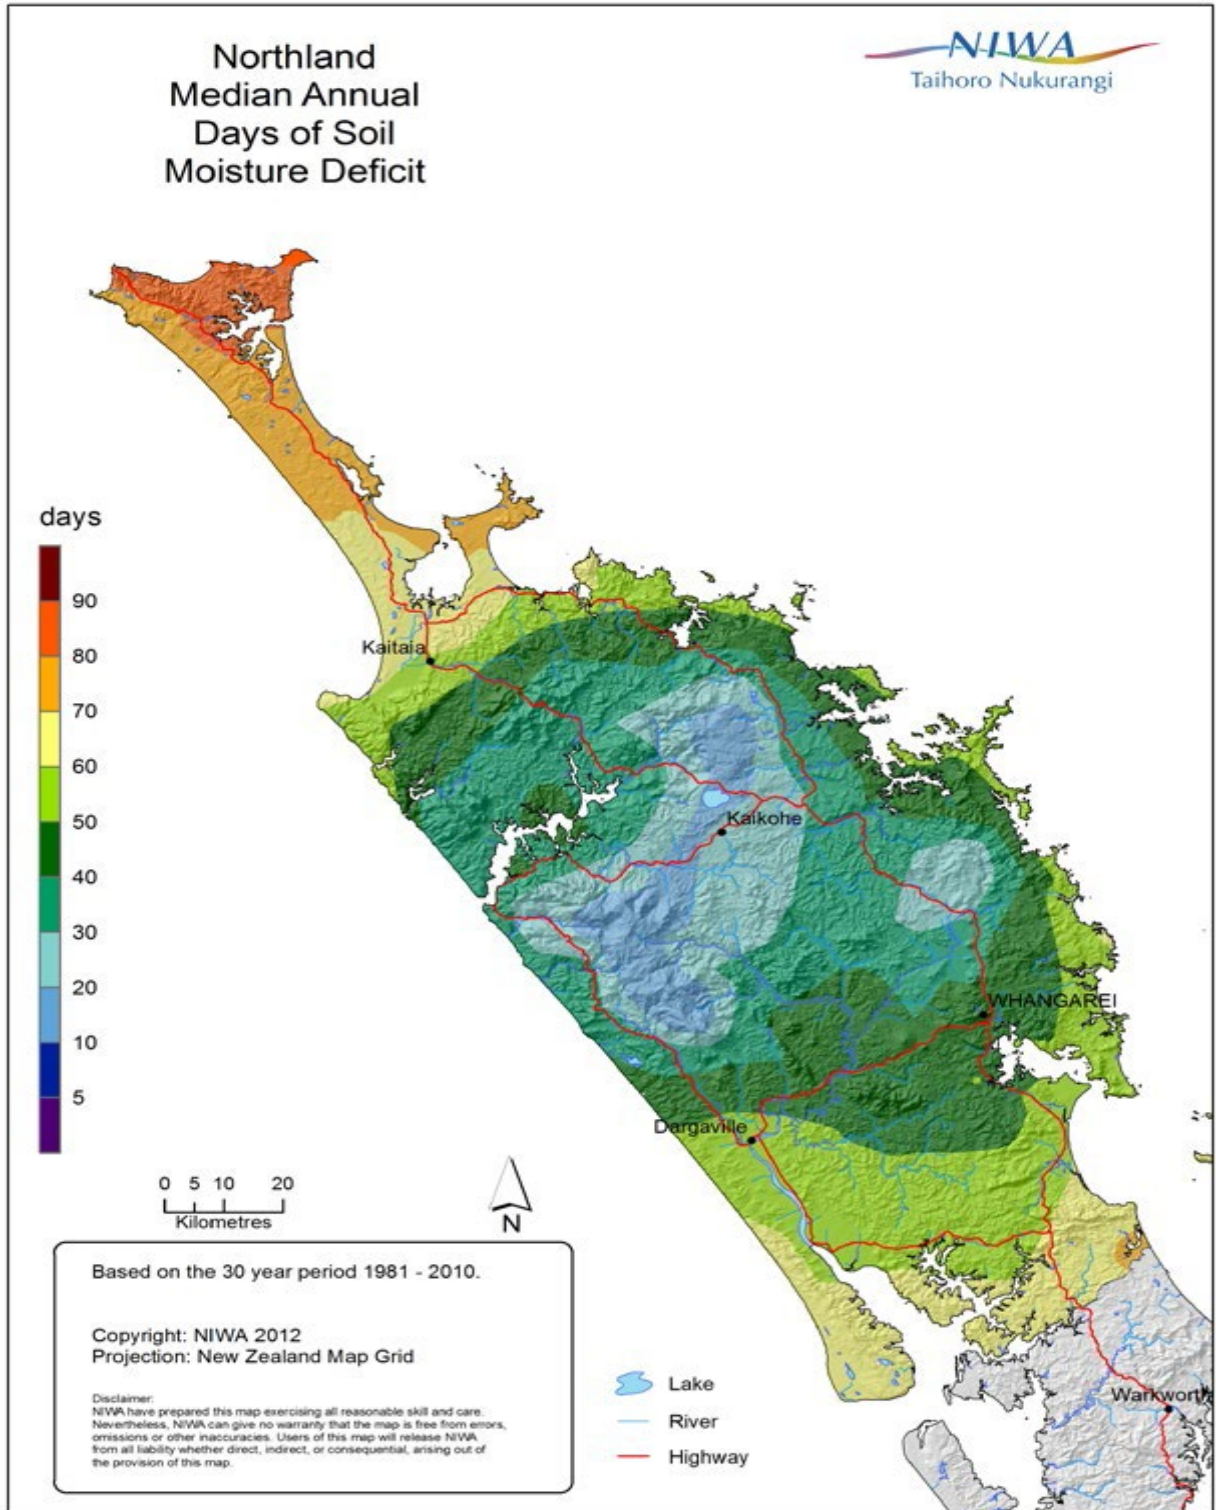 Northland
Median Annual
Days of Soil
Moisture Deficit
NIWA
Taihoro Nukurangi
days
90
80
70
60
50
40
30
20
10
5
Kaitaia
Kaikohe
WHANGAREI
Dargaville
Warkworth
0 5 10 20
Kilometres
N
Based on the 30 year period 1981 - 2010.
Copyright: NIWA 2012
Projection: New Zealand Map Grid
Disclaimer:
NIWA have prepared this map exercising all reasonable skill and care.
Nevertheless, NIWA can give no warranty that the map is free from errors,
omissions or other inaccuracies. Users of this map will release NIWA
from all liability whether direct, indirect, or consequential, arising out of
the provision of this map.
Lake
River
Highway